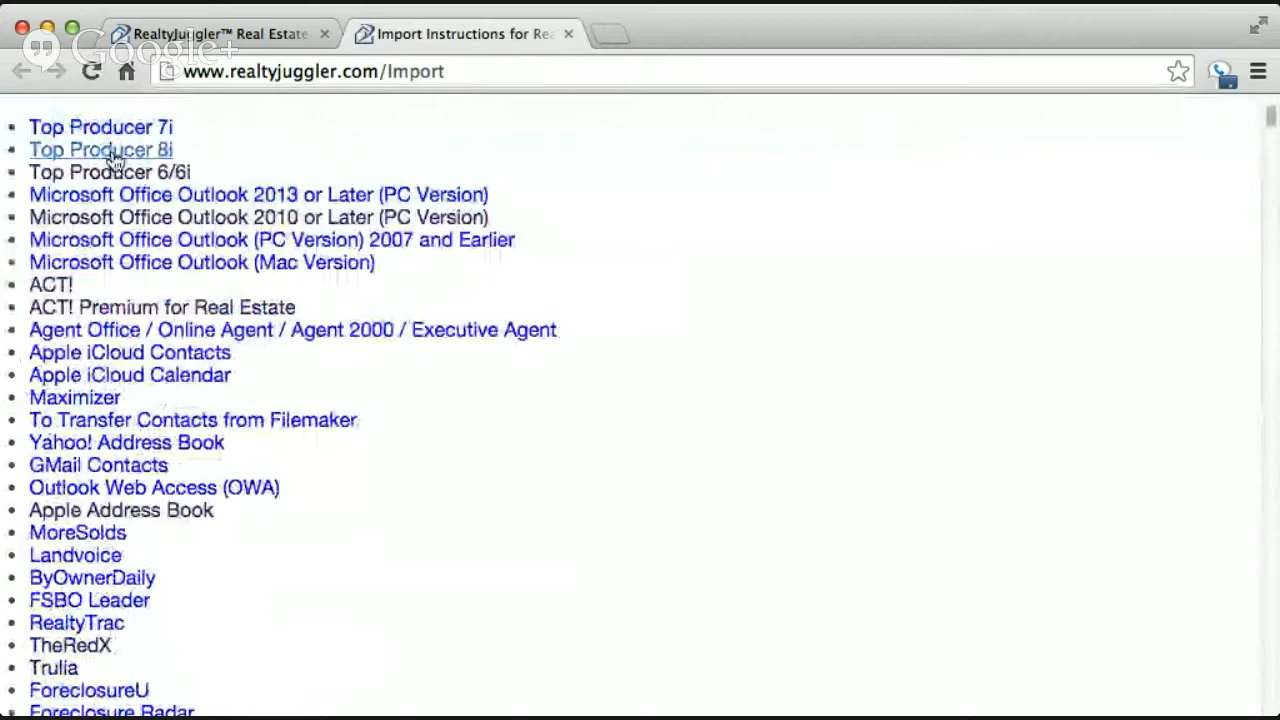 RealtyJuggler™ Real Estate
Import Instructions for Rea
Google+
www.realtyjuggler.com/Import
Top Producer 7i
Top Producer 8i
Top Producer 6/6i
Microsoft Office Outlook 2013 or Later (PC Version)
Microsoft Office Outlook 2010 or Later (PC Version)
Microsoft Office Outlook (PC Version) 2007 and Earlier
Microsoft Office Outlook (Mac Version)
ACT!
ACT! Premium for Real Estate
Agent Office / Online Agent / Agent 2000 / Executive Agent
Apple iCloud Contacts
Apple iCloud Calendar
Maximizer
To Transfer Contacts from Filemaker
Yahoo! Address Book
GMail Contacts
Outlook Web Access (OWA)
Apple Address Book
MoreSolds
Landvoice
ByOwnerDaily
FSBO Leader
RealtyTrac
TheRedX
Trulia
ForeclosureU
Foreclosure Radar